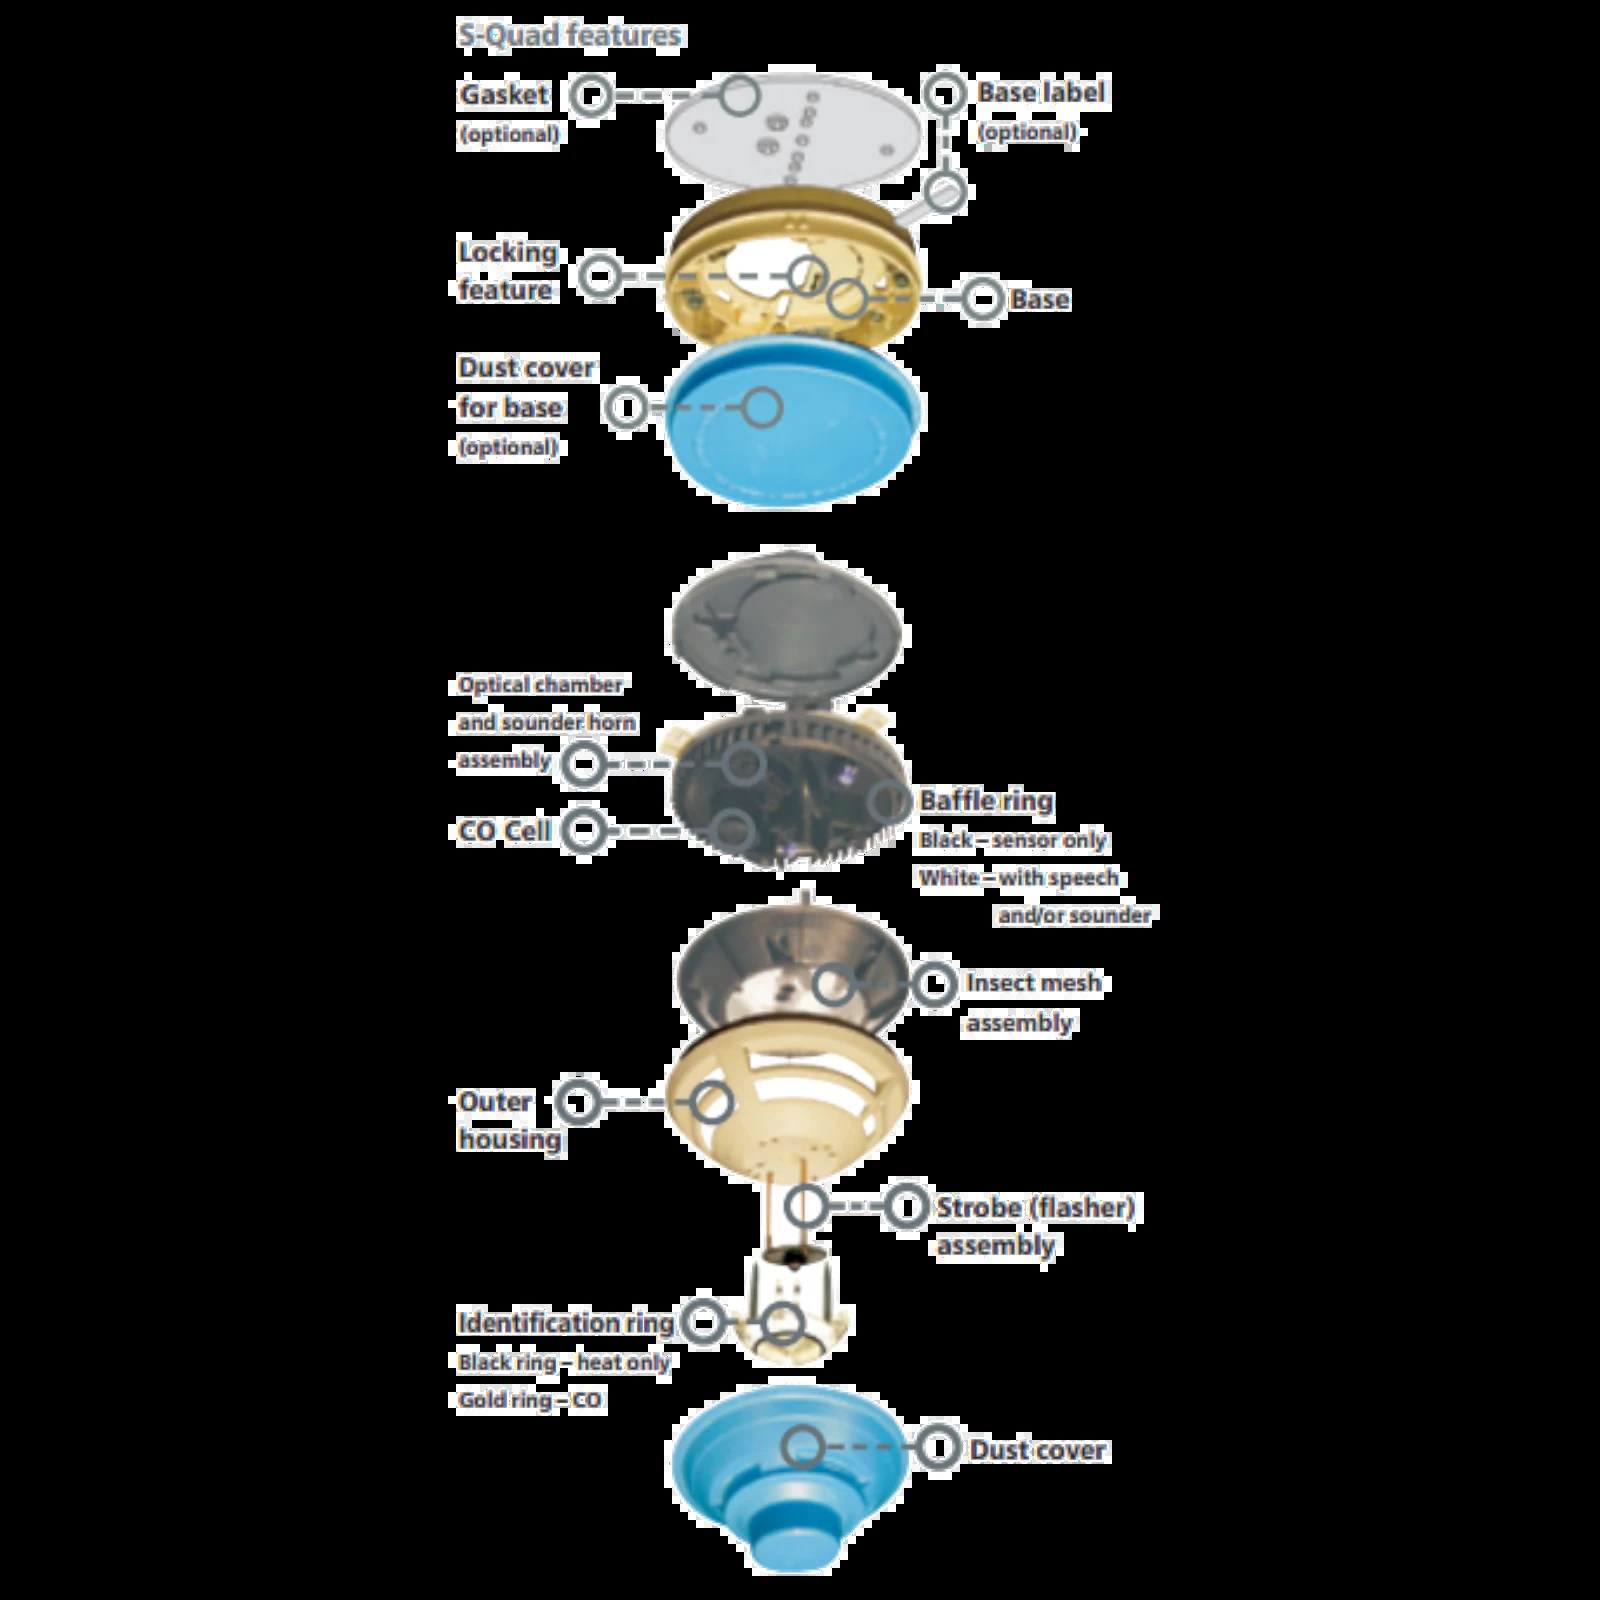 S-Quad features
Gasket
(optional)
Base label
(optional)
Locking
feature
Base
Dust cover
for base
(optional)
Optical chamber
and sounder horn
assembly
CO Cell
Baffle ring
Black – sensor only
White – with speech
and/or sounder
Insect mesh
assembly
Outer
housing
Strobe (flasher)
assembly
Identification ring
Black ring – heat only
Gold ring – CO
Dust cover